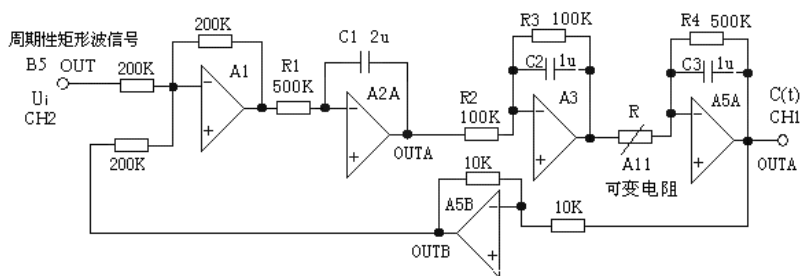 周期性矩形波信号
B5 OUT
Ui
CH2
200K
200K
200K
A1
R1
500K
C1 2u
A2A
OUTA
R2
100K
R3 100K
C2 1u
A3
R
A11
可变电阻
R4 500K
C3 1u
A5A
C(t)
CH1
OUTA
10K
A5B
OUTB
10K